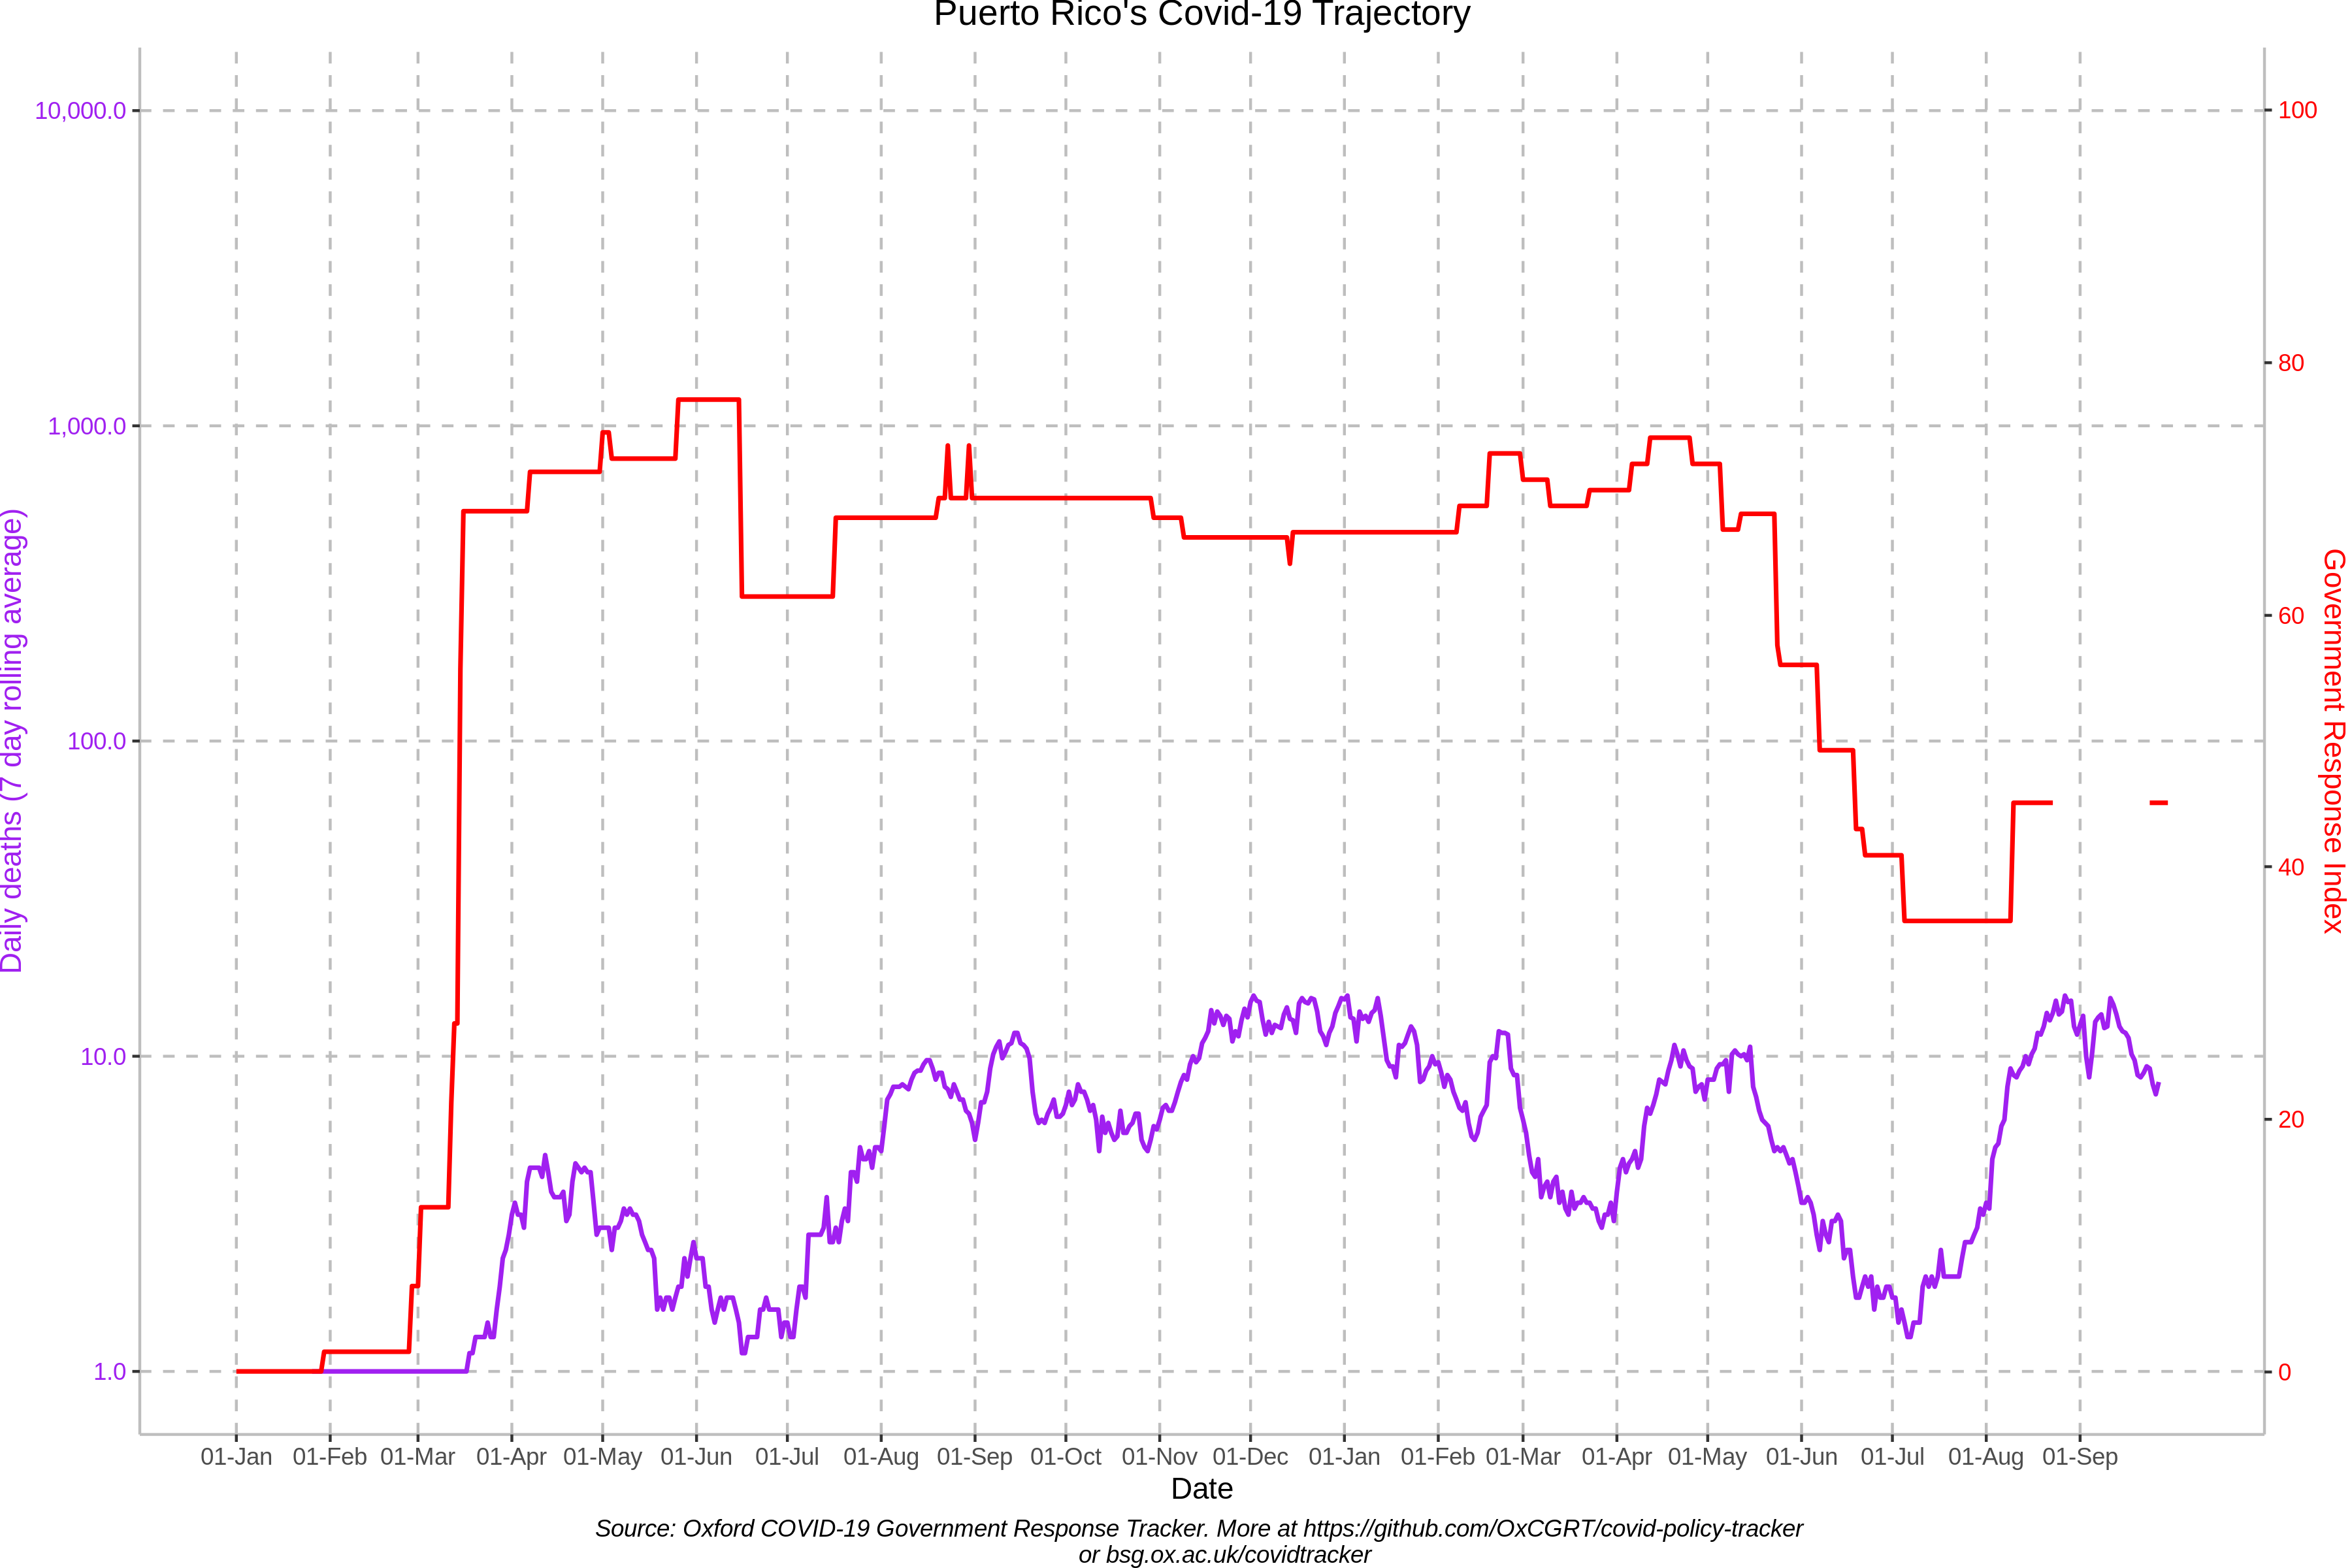 Puerto Rico's Covid-19 Trajectory
10,000.0
1,000.0
100.0
10.0
1.0
Daily deaths (7 day rolling average)
100
80
60
40
20
0
Government Response Index
01-Jan 01-Feb 01-Mar 01-Apr 01-May 01-Jun 01-Jul 01-Aug 01-Sep 01-Oct 01-Nov 01-Dec 01-Jan 01-Feb 01-Mar 01-Apr 01-May 01-Jun 01-Jul 01-Aug 01-Sep
Date
Source: Oxford COVID-19 Government Response Tracker. More at https://github.com/OxCGRT/covid-policy-tracker
or bsg.ox.ac.uk/covidtracker